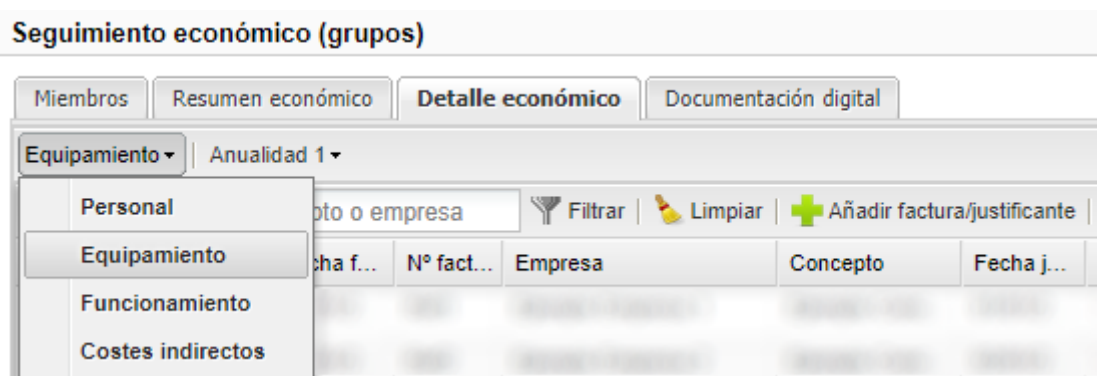 Seguimiento económico (grupos)
Miembros Resumen económico Detalle económico Documentación digital
Equipamiento Anualidad 1
Personal
Equipamiento
Funcionamiento
Costes indirectos
o empresa Filtrar Limpiar Añadir factura/justificante
f... Nº fact... Empresa Concepto Fecha j...